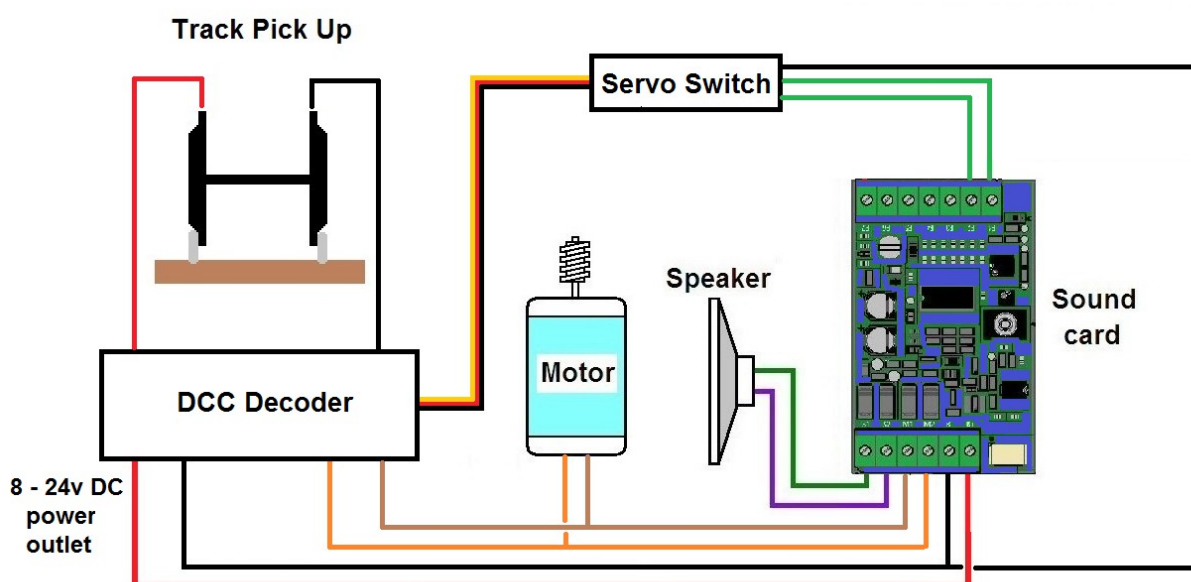 Track Pick Up
Servo Switch
Speaker
Sound
card
Motor
DCC Decoder
8 - 24v DC
power
outlet